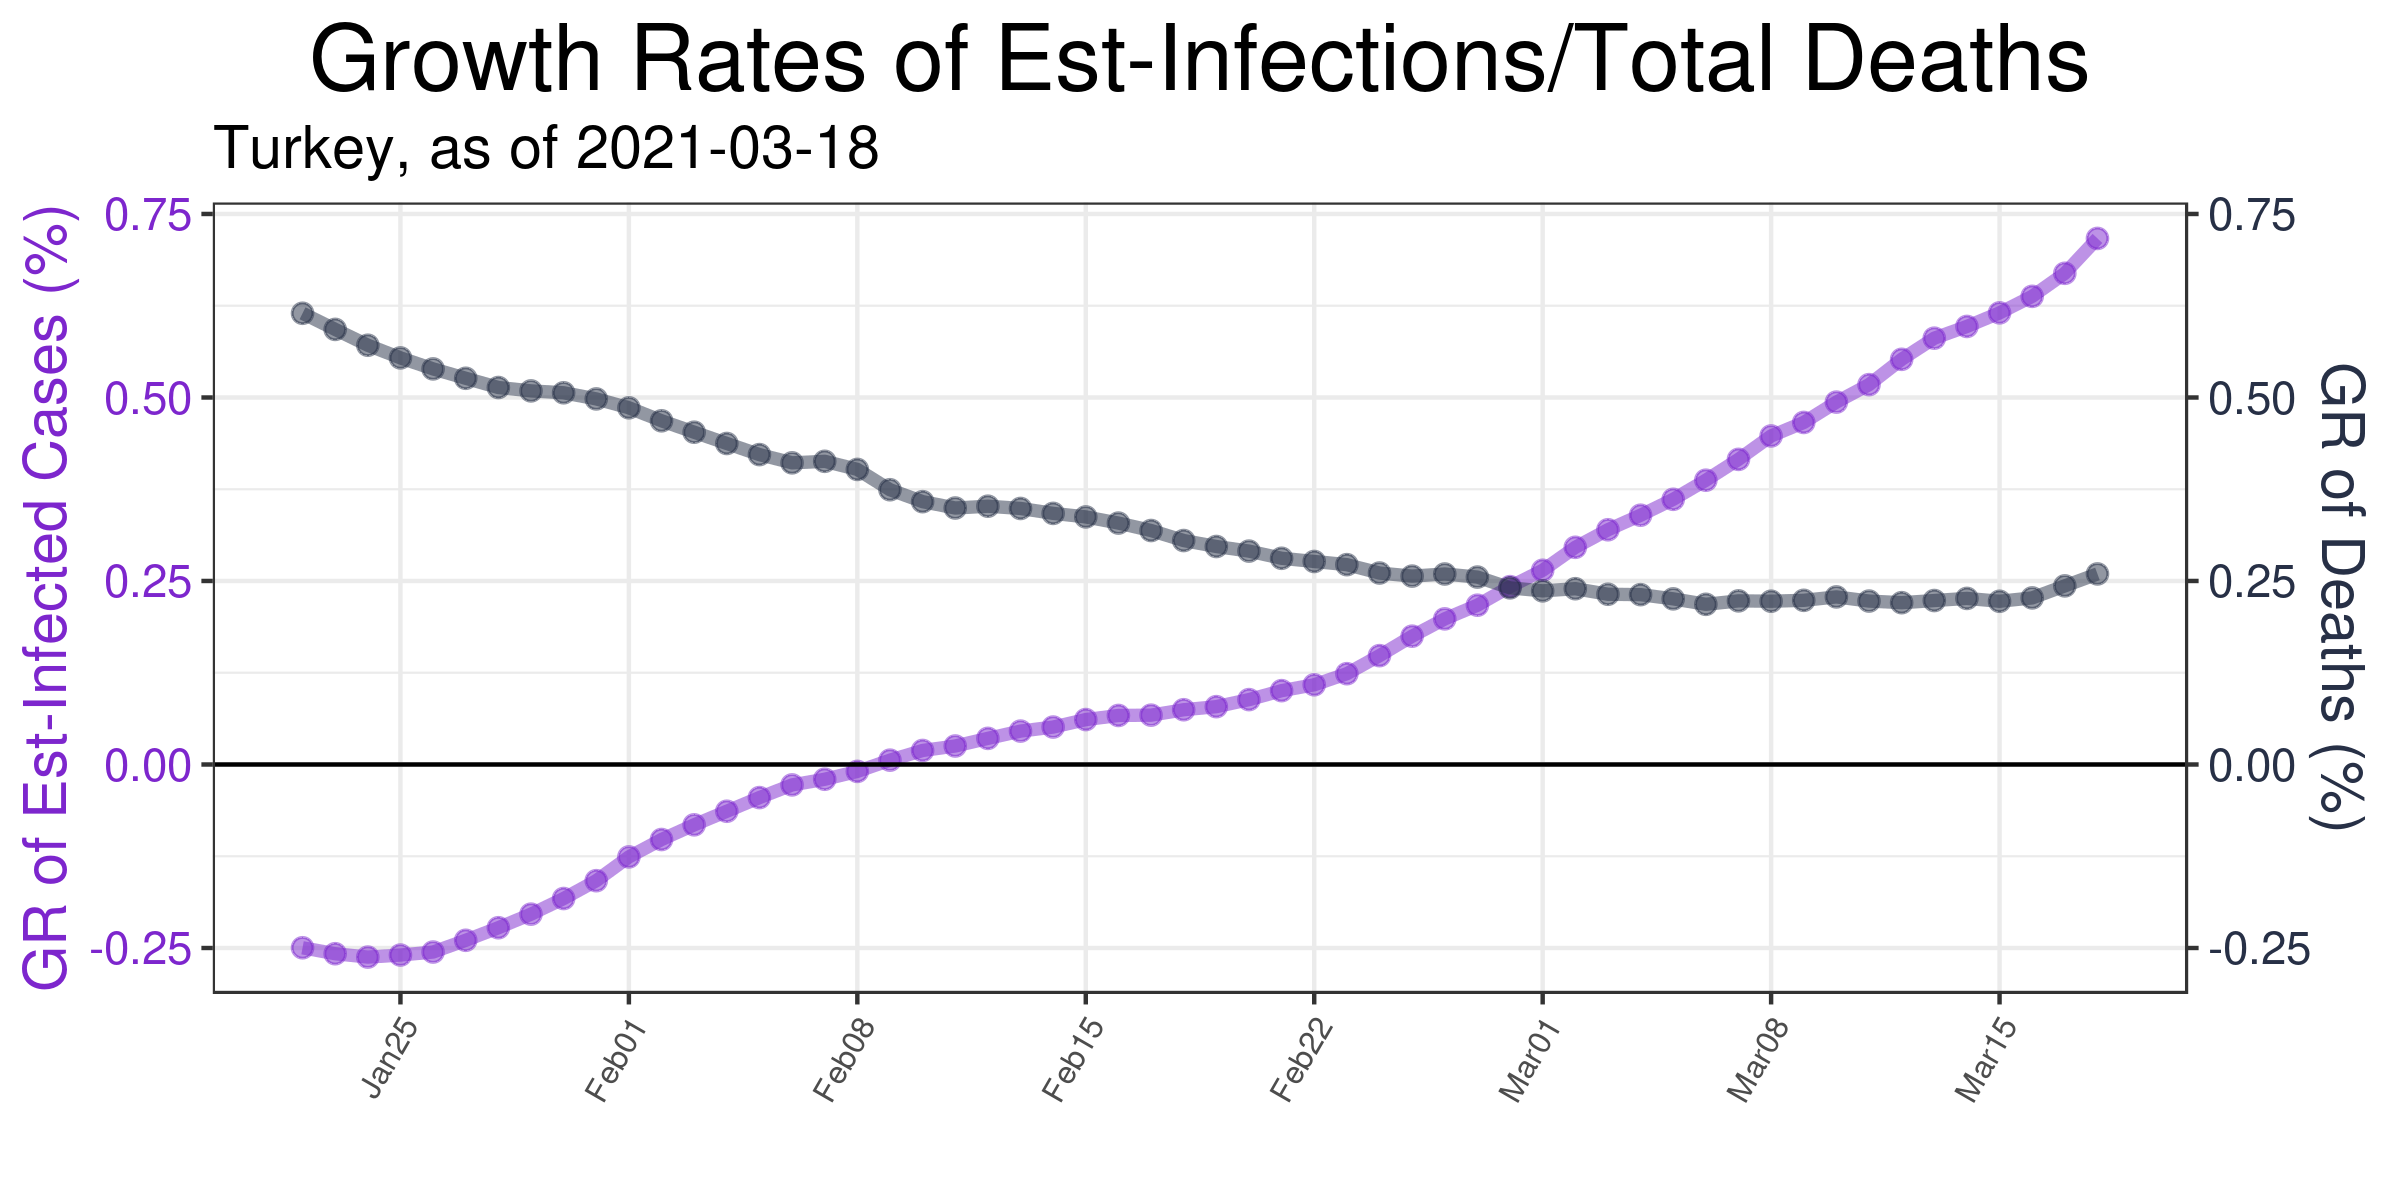 Growth Rates of Est-Infections/Total Deaths
Turkey, as of 2021-03-18
GR of Est-Infected Cases (%)
0.75
0.50
0.25
0.00
-0.25
0.75
0.50
0.25
0.00
-0.25
GR of Deaths (%)
Jan25
Feb01
Feb08
Feb15
Feb22
Mar01
Mar08
Mar15